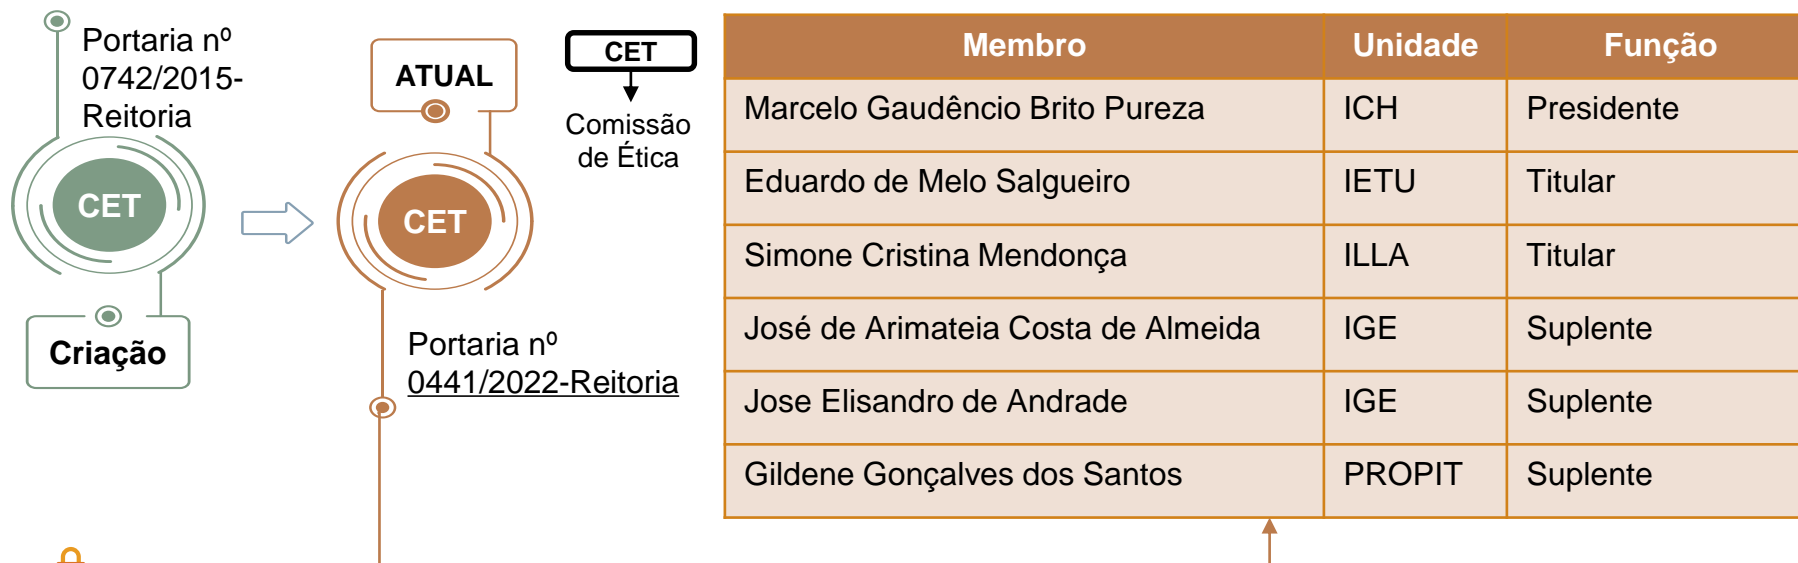 Portaria nº
0742/2015-
Reitoria
CET
Criação
ATUAL
CET
Portaria nº
0441/2022-Reitoria
CET
Comissão
de Ética
Membro Unidade Função
Marcelo Gaudêncio Brito Pureza ICH Presidente
Eduardo de Melo Salgueiro IETU Titular
Simone Cristina Mendonça ILLA Titular
José de Arimateia Costa de Almeida IGE Suplente
Jose Elisandro de Andrade IGE Suplente
Gildene Gonçalves dos Santos PROPIT Suplente